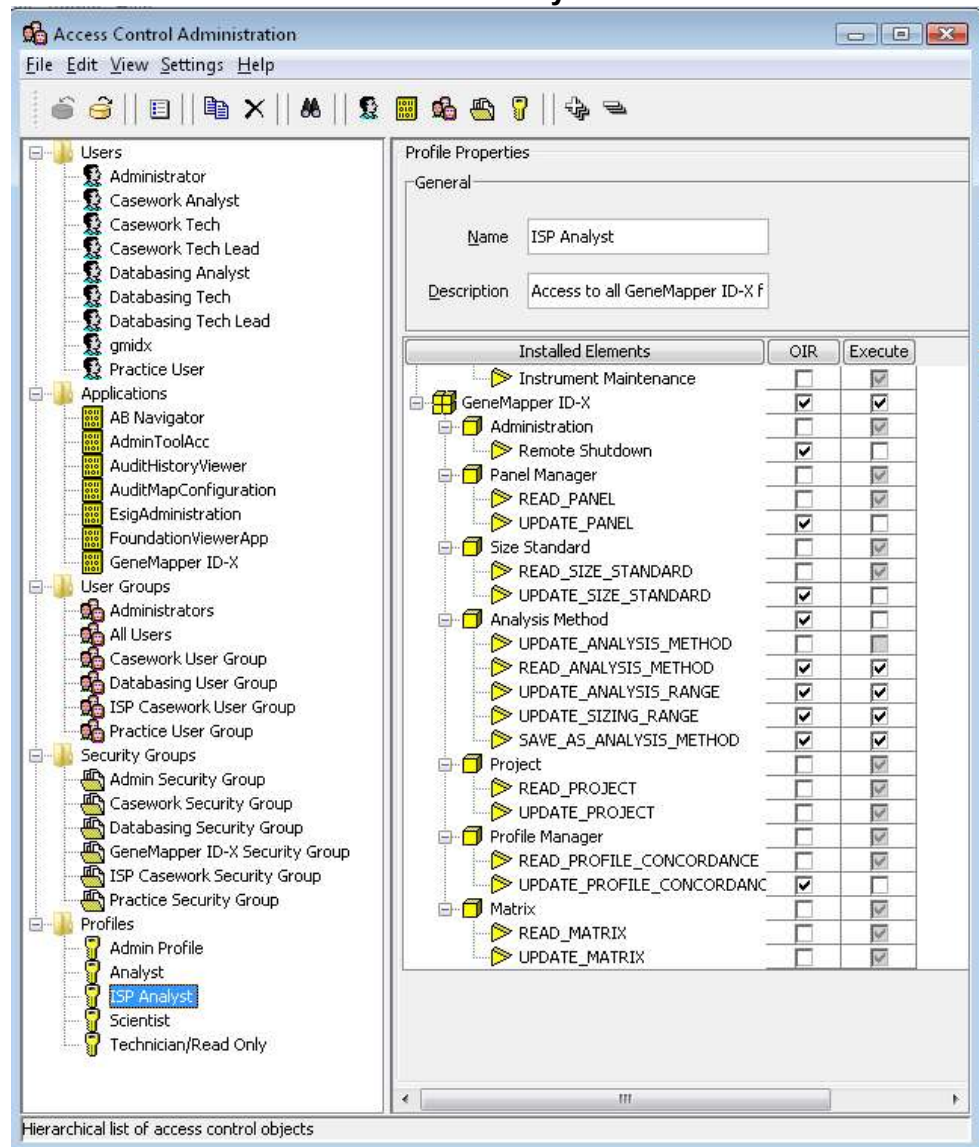 Access Control Administration
File Edit View Settings Help
Users
Administrator
Casework Analyst
Casework Tech
Casework Tech Lead
Databasing Analyst
Databasing Tech
Databasing Tech Lead
gmidx
Practice User
Applications
AB Navigator
AdminToolAcc
AuditHistoryViewer
AuditMapConfiguration
EsigAdministration
FoundationViewerApp
GeneMapper ID-X
User Groups
Administrators
All Users
Casework User Group
Databasing User Group
ISP Casework User Group
Practice User Group
Security Groups
Admin Security Group
Casework Security Group
Databasing Security Group
GeneMapper ID-X Security Group
ISP Casework Security Group
Practice Security Group
Profiles
Admin Profile
Analyst
ISP Analyst
Scientist
Technician/Read Only
Profile Properties
General
Name ISP Analyst
Description Access to all GeneMapper ID-X f
Installed Elements OIR Execute
Instrument Maintenance
GeneMapper ID-X
Administration
Remote Shutdown
Panel Manager
READ_PANEL
UPDATE_PANEL
Size Standard
READ_SIZE_STANDARD
UPDATE_SIZE_STANDARD
Analysis Method
UPDATE_ANALYSIS_METHOD
READ_ANALYSIS_METHOD
UPDATE_ANALYSIS_RANGE
UPDATE_SIZING_RANGE
SAVE_AS_ANALYSIS_METHOD
Project
READ_PROJECT
UPDATE_PROJECT
Profile Manager
READ_PROFILE_CONCORDANCE
UPDATE_PROFILE_CONCORDANC
Matrix
READ_MATRIX
UPDATE_MATRIX
Hierarchical list of access control objects